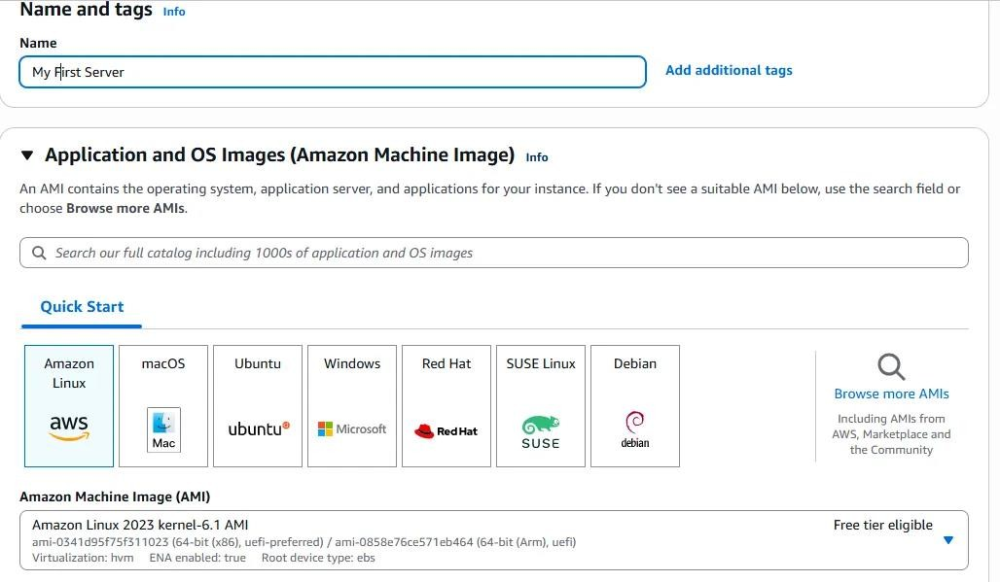 Name and tags Info
Name
My First Server
Add additional tags
Application and OS Images (Amazon Machine Image) Info
An AMI contains the operating system, application server, and applications for your instance. If you don't see a suitable AMI below, use the search field or
choose Browse more AMIs.
Search our full catalog including 1000s of application and OS images
Quick Start
Amazon
Linux
aws
macOS
Mac
Ubuntu
ubuntu
Windows
Microsoft
Red Hat
Red Hat
SUSE Linux
SUSE
Debian
debian
Browse more AMIs
Including AMIs from
AWS, Marketplace and
the Community
Amazon Machine Image (AMI)
Amazon Linux 2023 kernel-6.1 AMI
Free tier eligible
ami-0341d95f75f311023 (64-bit (x86), uefi-preferred) / ami-0858e76ce571eb464 (64-bit (Arm), uefi)
Virtualization: hvm ENA enabled: true Root device type: ebs